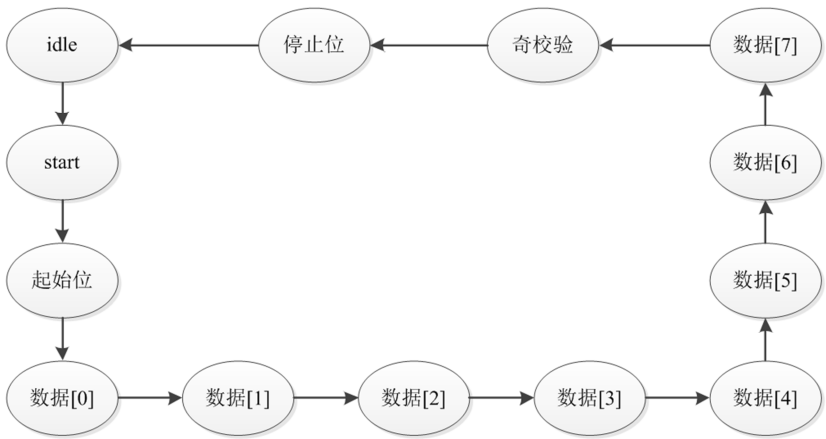 idle
停止位
奇校验
数据[7]
start
数据[6]
起始位
数据[5]
数据[0]
数据[1]
数据[2]
数据[3]
数据[4]